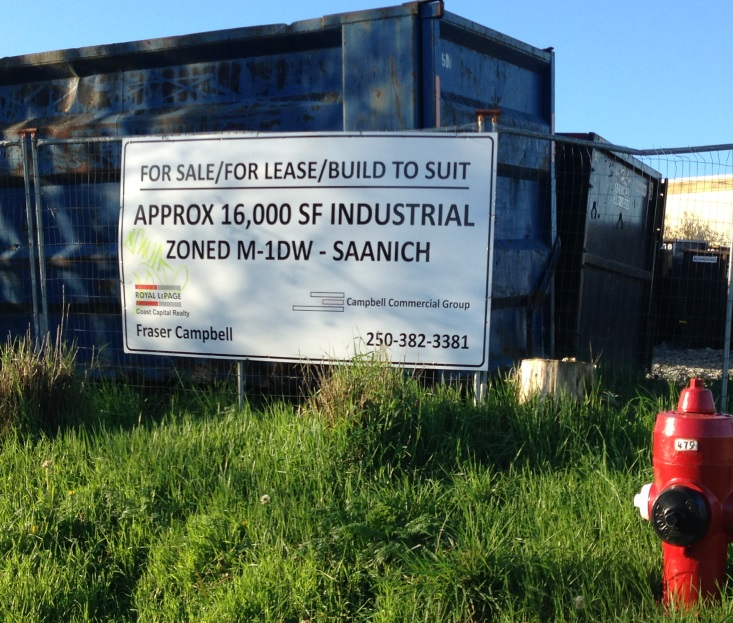 FOR SALE/FOR LEASE/BUILD TO SUIT
APPROX 16,000 SF INDUSTRIAL
ZONED M-1DW - SAANICH
ROYAL LEPAGE
Coast Capital Realty
Campbell Commercial Group
Fraser Campbell
250-382-3381
479